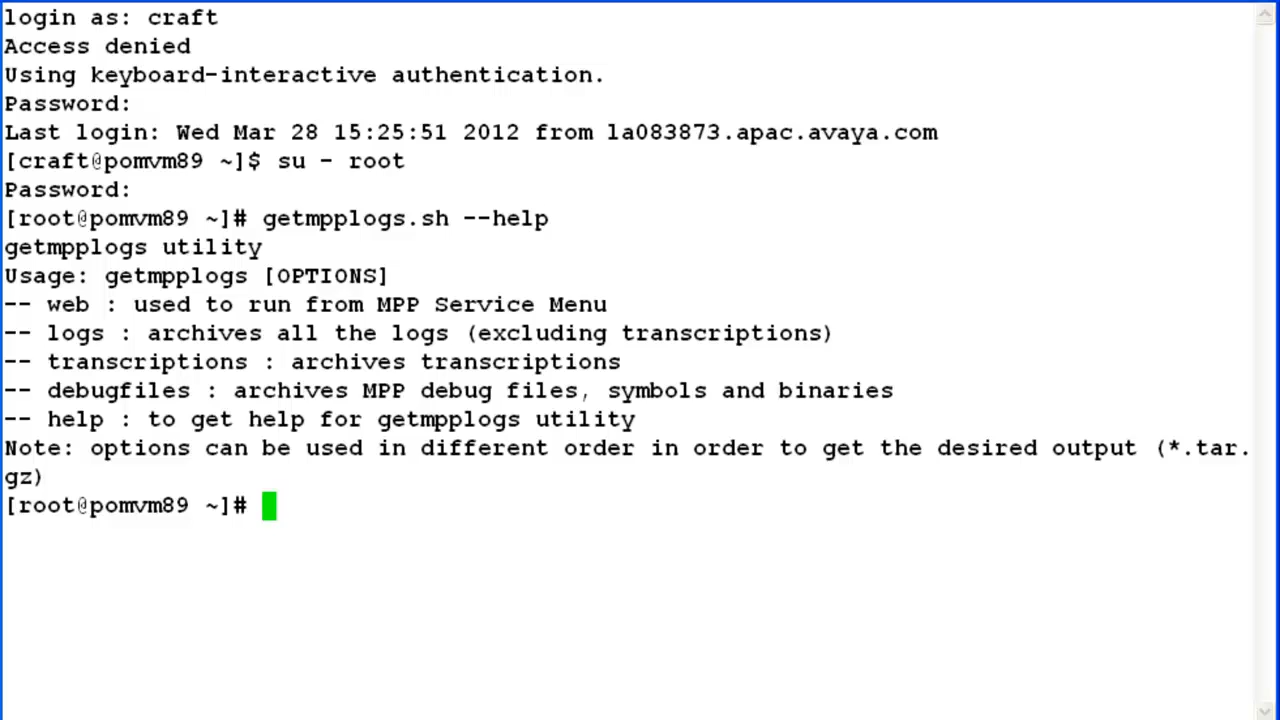 login as: craft
Access denied
Using keyboard-interactive authentication.
Password:
Last login: Wed Mar 28 15:25:51 2012 from la083873.apac.avaya.com
[craft@pomvm89 ~]$ su - root
Password:
[root@pomvm89 ~]# getmpplogs.sh --help
getmpplogs utility
Usage: getmpplogs [OPTIONS]
-- web : used to run from MPP Service Menu
-- logs : archives all the logs (excluding transcriptions)
-- transcriptions : archives transcriptions
-- debugfiles : archives MPP debug files, symbols and binaries
-- help : to get help for getmpplogs utility
Note: options can be used in different order in order to get the desired output (*.tar.
gz)
[root@pomvm89 ~]#